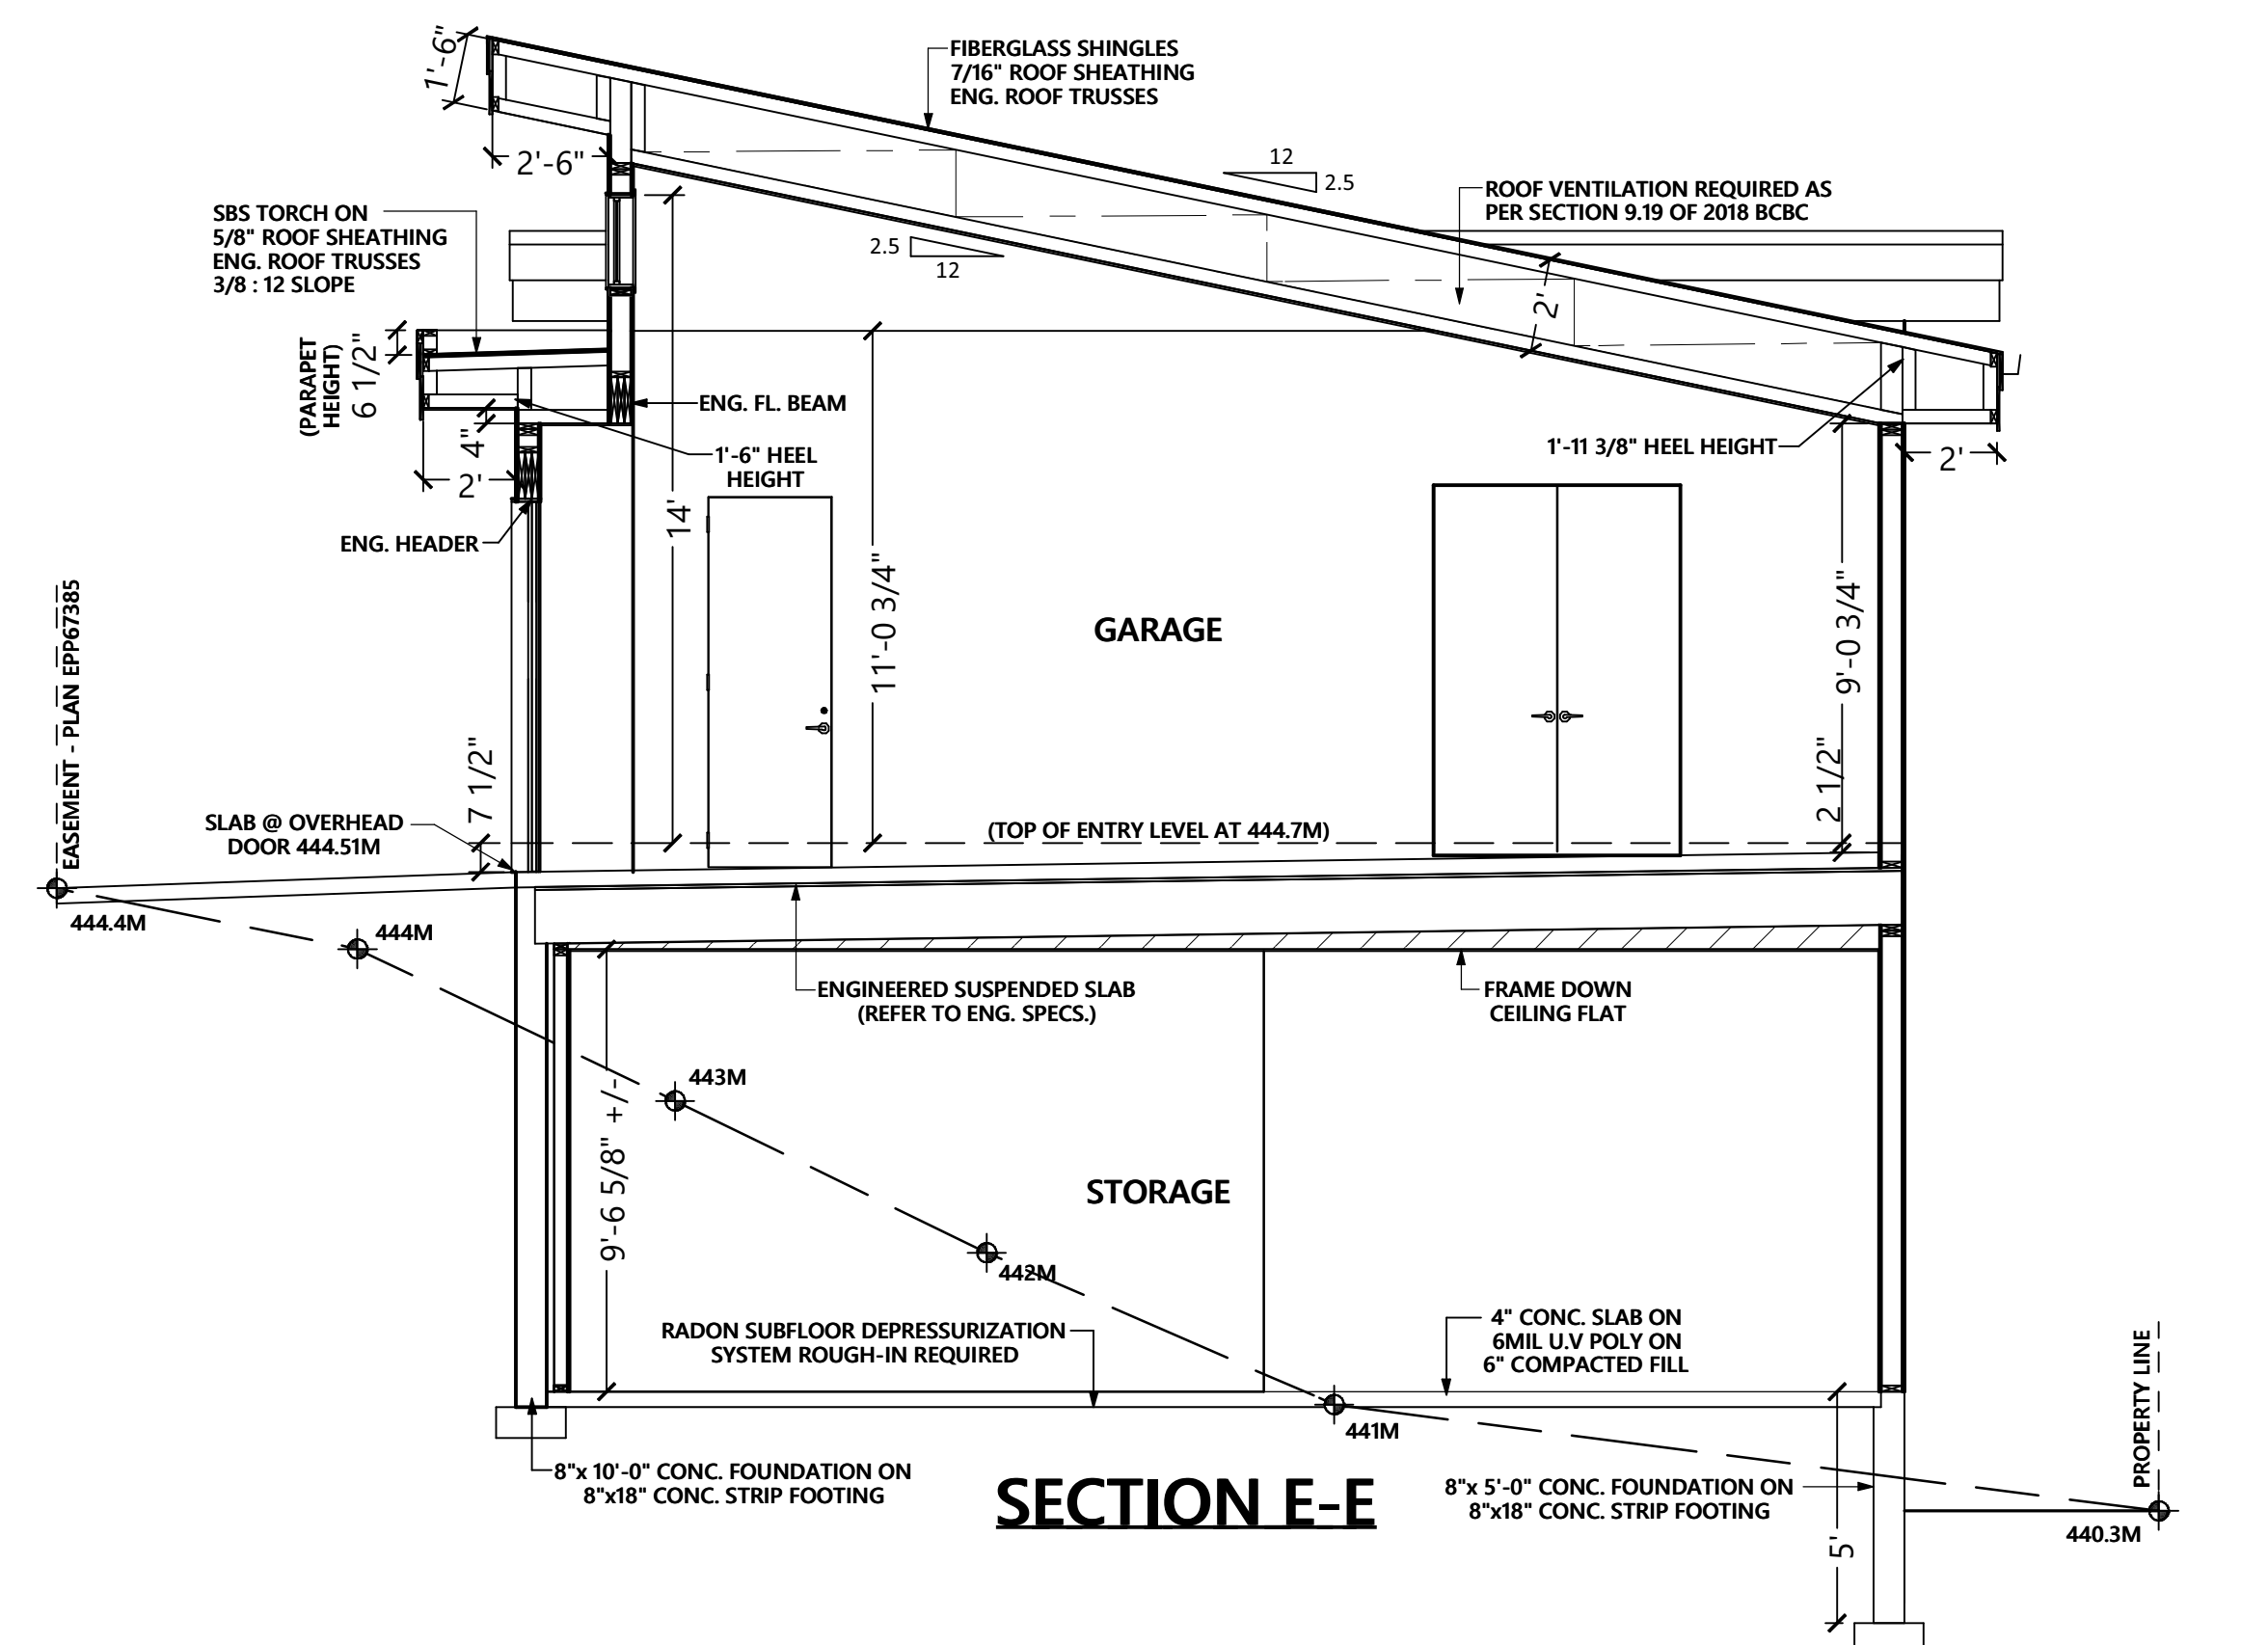 1'-6"
FIBERGLASS SHINGLES
7/16" ROOF SHEATHING
ENG. ROOF TRUSSES
2'-6"
12
2.5
ROOF VENTILATION REQUIRED AS
PER SECTION 9.19 OF 2018 BCBC
SBS TORCH ON
5/8" ROOF SHEATHING
ENG. ROOF TRUSSES
3/8 : 12 SLOPE
2.5
12
2'
(PARAPET
HEIGHT)
6 1/2"
ENG. FL. BEAM
4"
2'
1'-6" HEEL
HEIGHT
1'-11 3/8" HEEL HEIGHT
2'
ENG. HEADER
14'
11'-0 3/4"
9'-0 3/4"
GARAGE
EASEMENT - PLAN EPP67385
7 1/2"
2 1/2"
SLAB @ OVERHEAD
DOOR 444.51M
(TOP OF ENTRY LEVEL AT 444.7M)
444.4M
444M
ENGINEERED SUSPENDED SLAB
(REFER TO ENG. SPECS.)
FRAME DOWN
CEILING FLAT
443M
9'-6 5/8" +/-
STORAGE
442M
RADON SUBFLOOR DEPRESSURIZATION
SYSTEM ROUGH-IN REQUIRED
4" CONC. SLAB ON
6MIL U.V POLY ON
6" COMPACTED FILL
PROPERTY LINE
441M
8"x 10'-0" CONC. FOUNDATION ON
8"x18" CONC. STRIP FOOTING
SECTION E-E
8"x 5'-0" CONC. FOUNDATION ON
8"x18" CONC. STRIP FOOTING
5'
440.3M